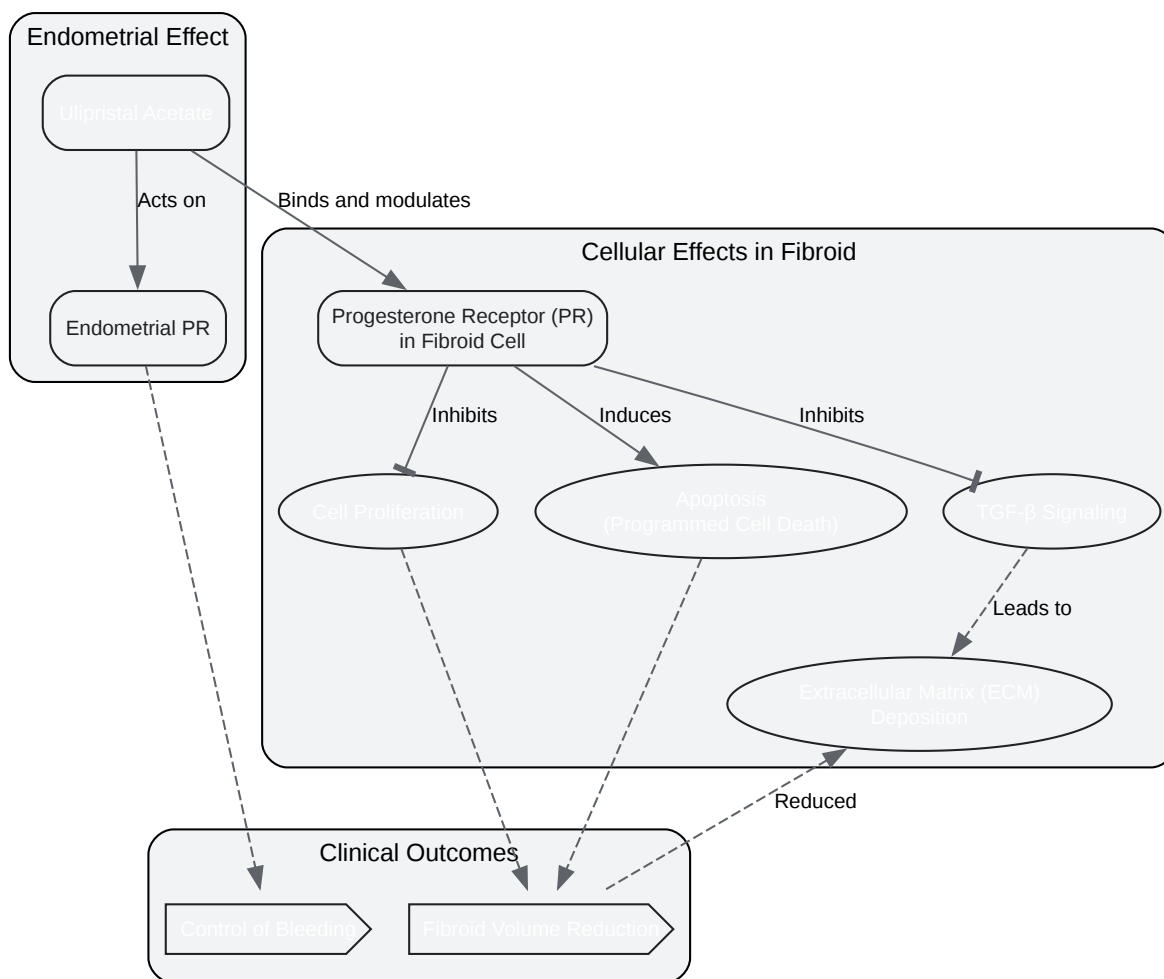 Endometrial Effect
Ulipristal Acetate
Acts on
Binds and modulates
Endometrial PR
Cellular Effects in Fibroid
Progesterone Receptor (PR)
in Fibroid Cell
Inhibits
Induces
Inhibits
Cell Proliferation
Apoptosis
(Programmed Cell Death)
TGF-β Signaling
Leads to
Extracellular Matrix (ECM)
Deposition
Reduced
Clinical Outcomes
Control of Bleeding
Fibroid Volume Reduction